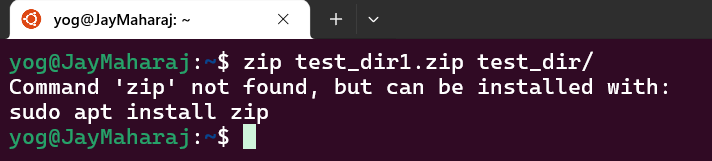 yog@JayMaharaj: ~
yog@JayMaharaj:~$ zip test_dir1.zip test_dir/
Command 'zip' not found, but can be installed with:
sudo apt install zip
yog@JayMaharaj:~$